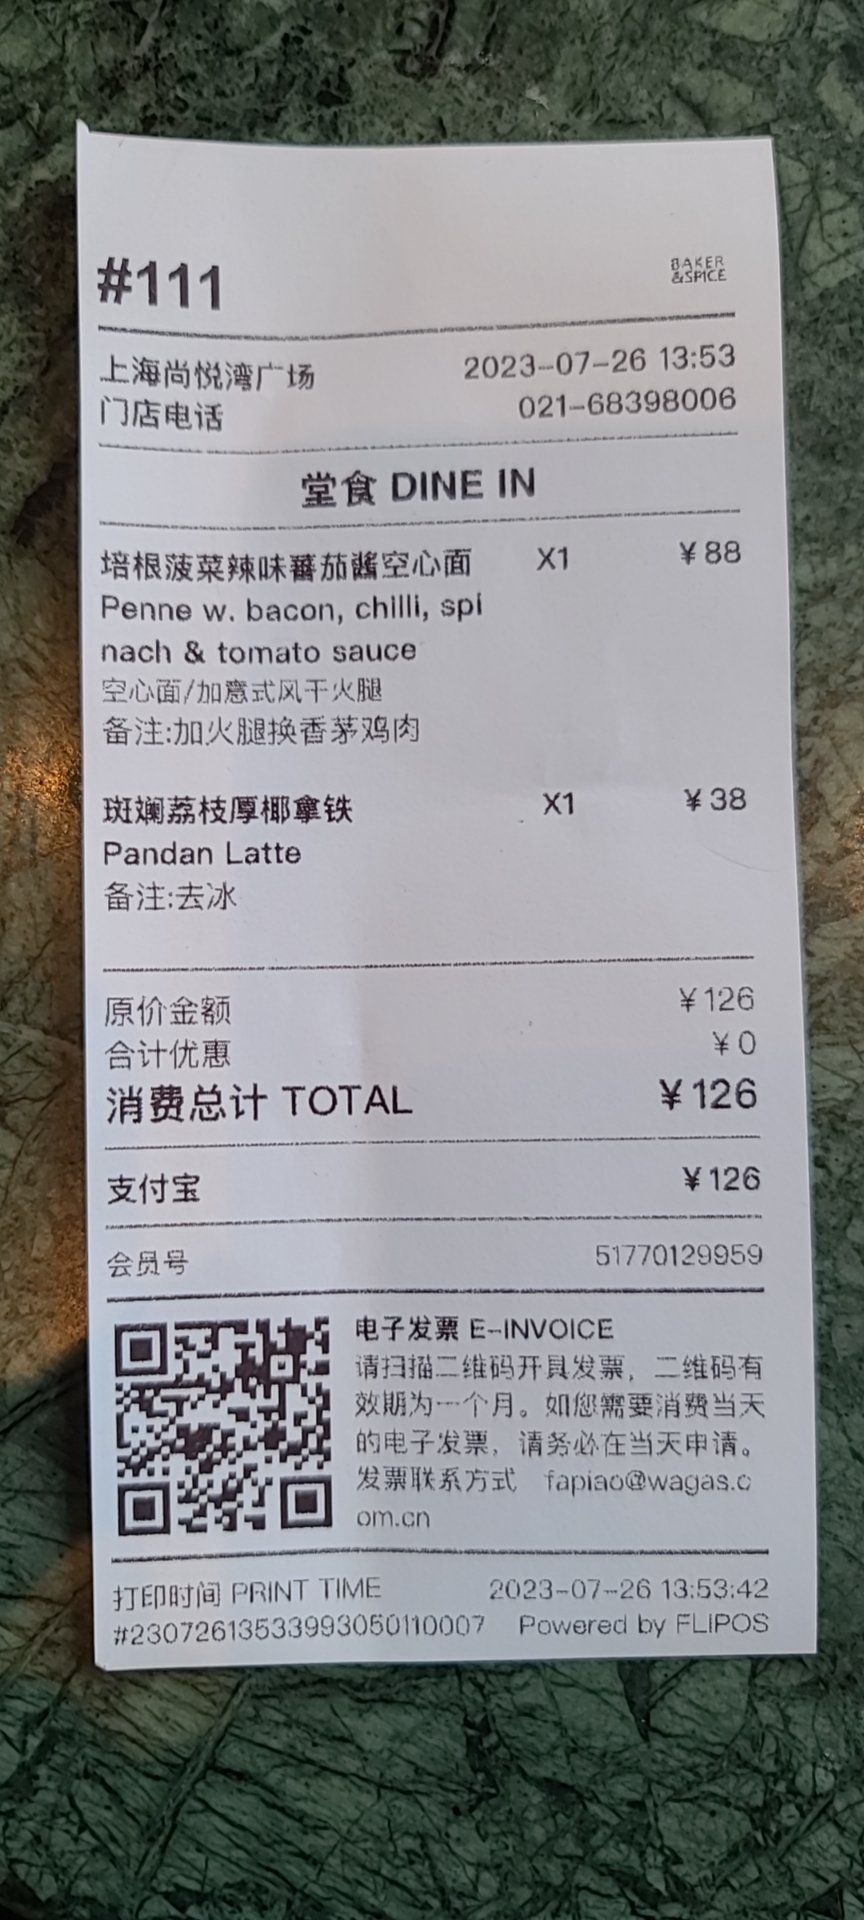 #111
BAKER
&SPICE
上海尚悦湾广场 2023-07-26 13:53
门店电话 021-68398006
堂食 DINE IN
培根菠菜辣味蕃茄酱空心面 X1 ¥88
Penne w. bacon, chilli, spi
nach & tomato sauce
空心面/加意式风干火腿
备注:加火腿换香茅鸡肉
斑斓荔枝厚椰拿铁 X1 ¥38
Pandan Latte
备注:去冰
原价金额 ¥126
合计优惠 ¥0
消费总计 TOTAL ¥126
支付宝 ¥126
会员号 51770129959
电子发票 E-INVOICE
请扫描二维码开具发票，二维码有
效期为一个月。如您需要消费当天
的电子发票，请务必在当天申请。
发票联系方式 fapiao@wagas.c
om.cn
打印时间 PRINT TIME 2023-07-26 13:53:42
#23072613533993050110007 Powered by FLIPOS